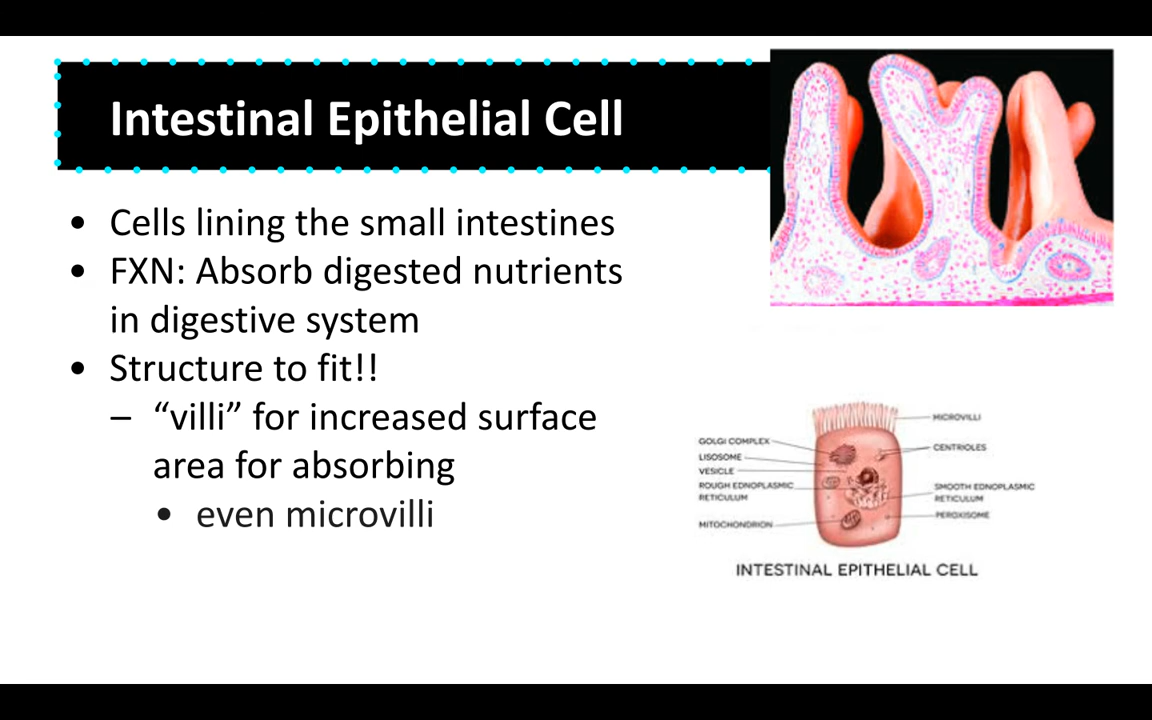 Intestinal Epithelial Cell
• Cells lining the small intestines
• FXN: Absorb digested nutrients
in digestive system
• Structure to fit!!
– “villi” for increased surface
area for absorbing
• even microvilli
GOLGI COMPLEX
LISOSOME
VESICLE
ROUGH EDNOPLASMIC
RETICULUM
MITOCHONDRION
MICROVILLI
CENTRIOLES
SMOOTH EDNOPLASMIC
RETICULUM
PEROXISOME
INTESTINAL EPITHELIAL CELL